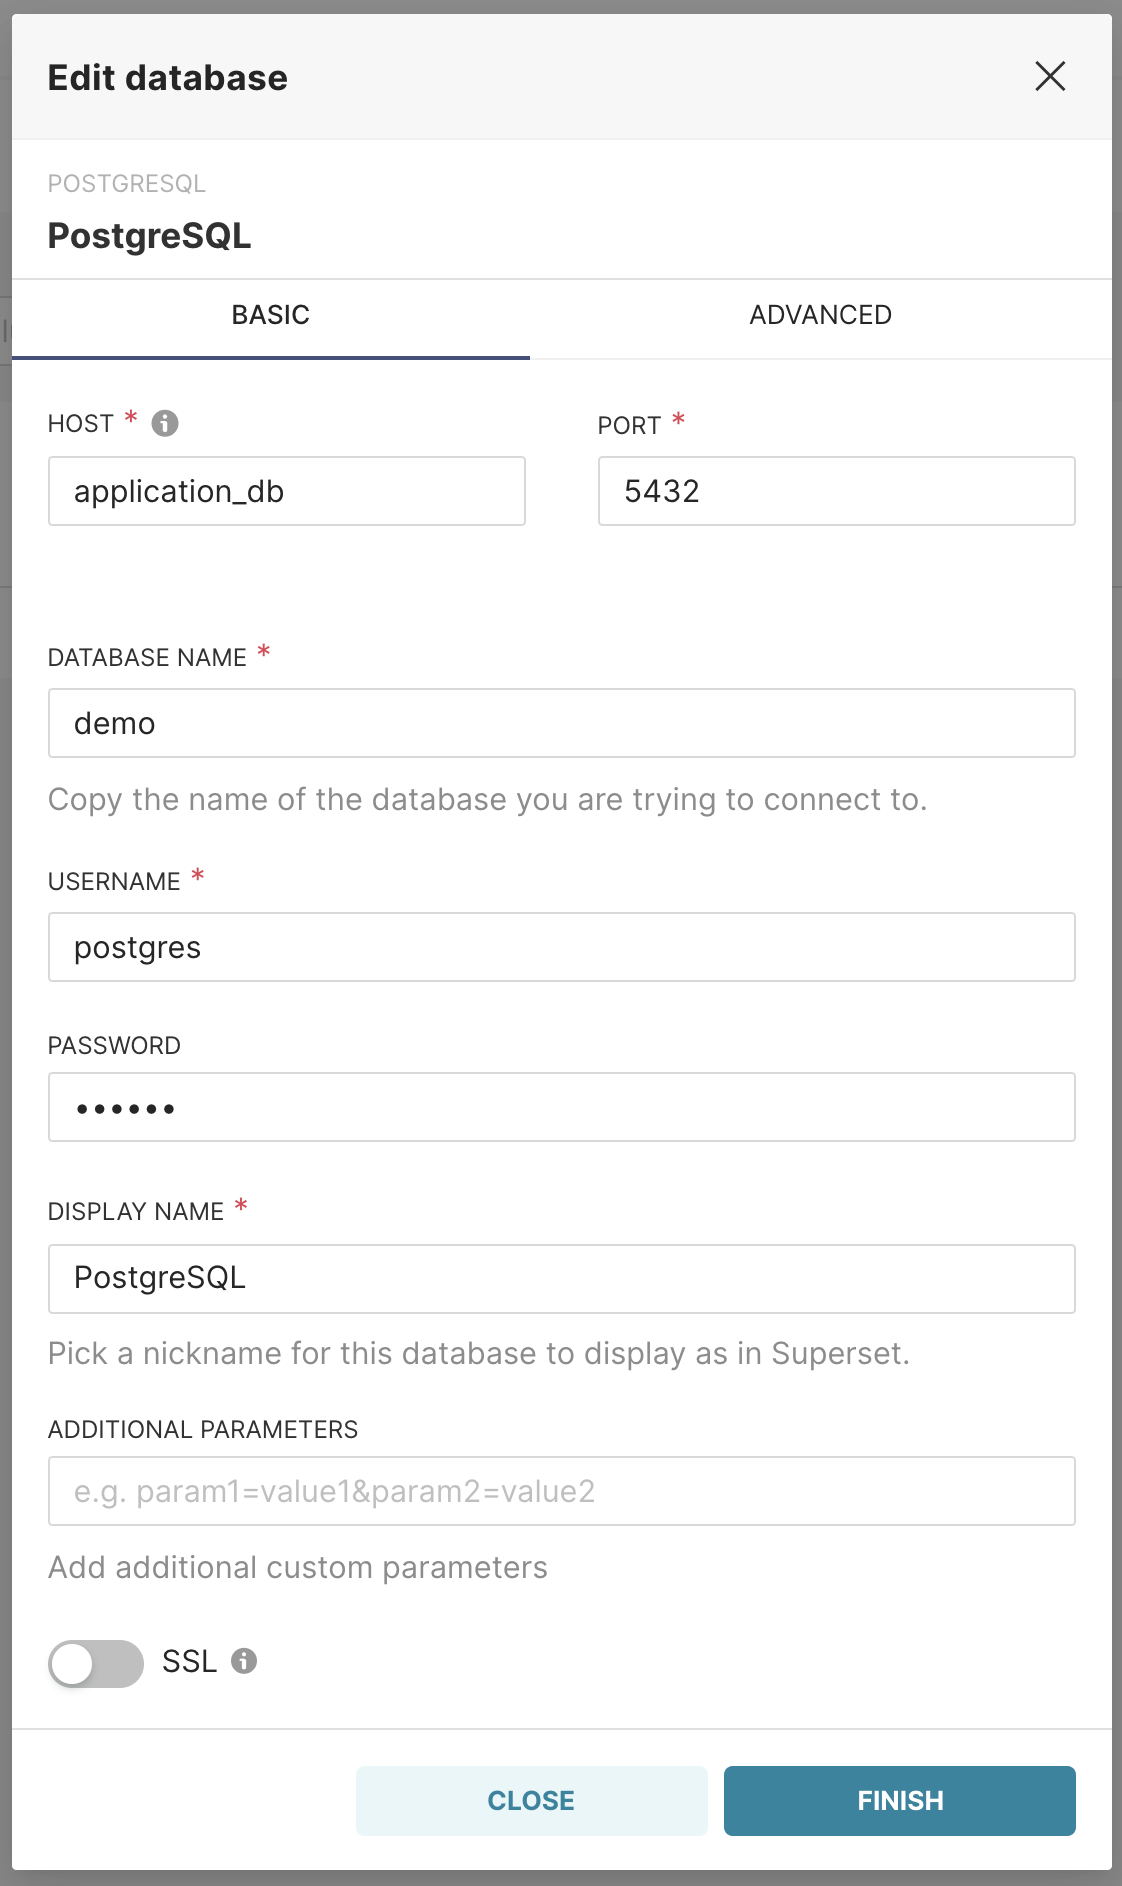 Edit database
POSTGRESQL
PostgreSQL
BASIC ADVANCED
HOST * PORT *
application_db 5432
DATABASE NAME *
demo
Copy the name of the database you are trying to connect to.
USERNAME *
postgres
PASSWORD
••••••
DISPLAY NAME *
PostgreSQL
Pick a nickname for this database to display as in Superset.
ADDITIONAL PARAMETERS
e.g. param1=value1&param2=value2
Add additional custom parameters
SSL
CLOSE FINISH